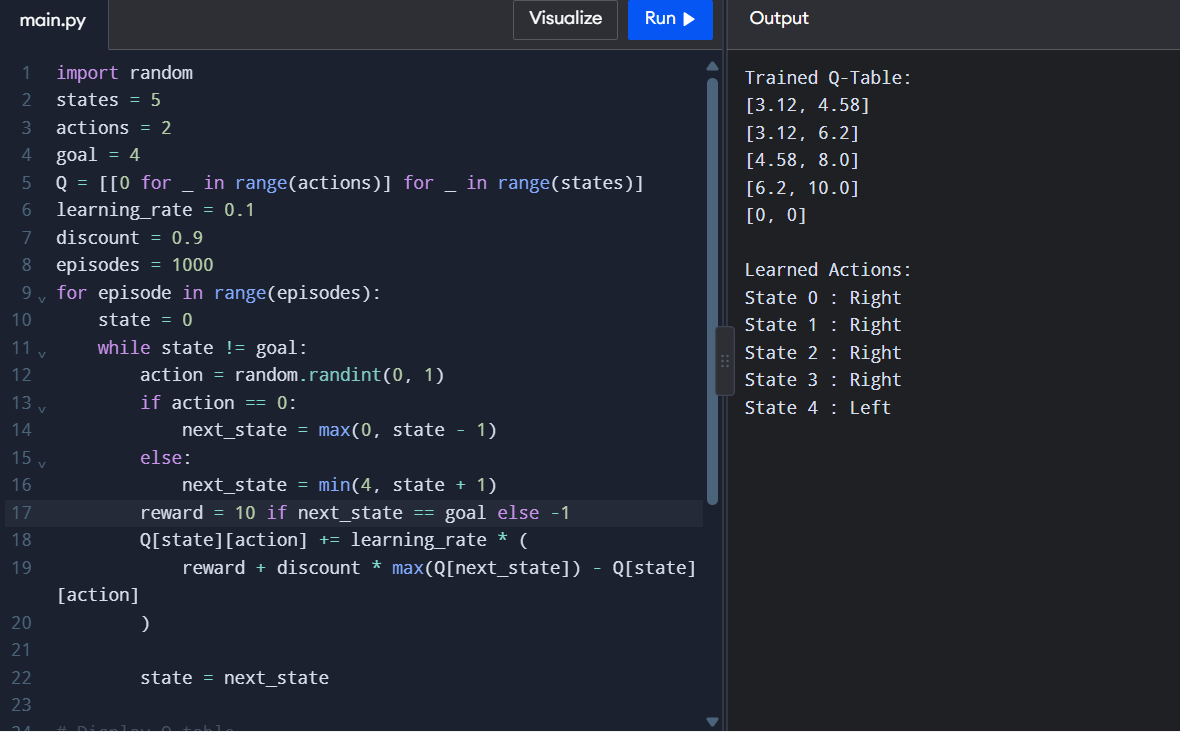 main.py
Visualize
Run
Output
1 import random
2 states = 5
3 actions = 2
4 goal = 4
5 Q = [[0 for _ in range(actions)] for _ in range(states)]
6 learning_rate = 0.1
7 discount = 0.9
8 episodes = 1000
9 for episode in range(episodes):
10     state = 0
11     while state != goal:
12         action = random.randint(0, 1)
13         if action == 0:
14             next_state = max(0, state - 1)
15         else:
16             next_state = min(4, state + 1)
17         reward = 10 if next_state == goal else -1
18         Q[state][action] += learning_rate * (
19             reward + discount * max(Q[next_state]) - Q[state]
[action]
20         )
21
22         state = next_state
23
24 # Display Q-table
Trained Q-Table:
[3.12, 4.58]
[3.12, 6.2]
[4.58, 8.0]
[6.2, 10.0]
[0, 0]
Learned Actions:
State 0 : Right
State 1 : Right
State 2 : Right
State 3 : Right
State 4 : Left